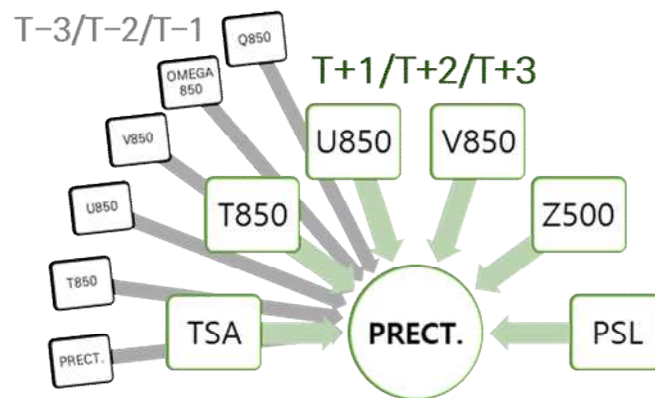 T−3/T−2/T−1
Q850
OMEGA
850
V850
U850
T850
PRECT.
T+1/T+2/T+3
U850
V850
T850
Z500
TSA
PRECT.
PSL